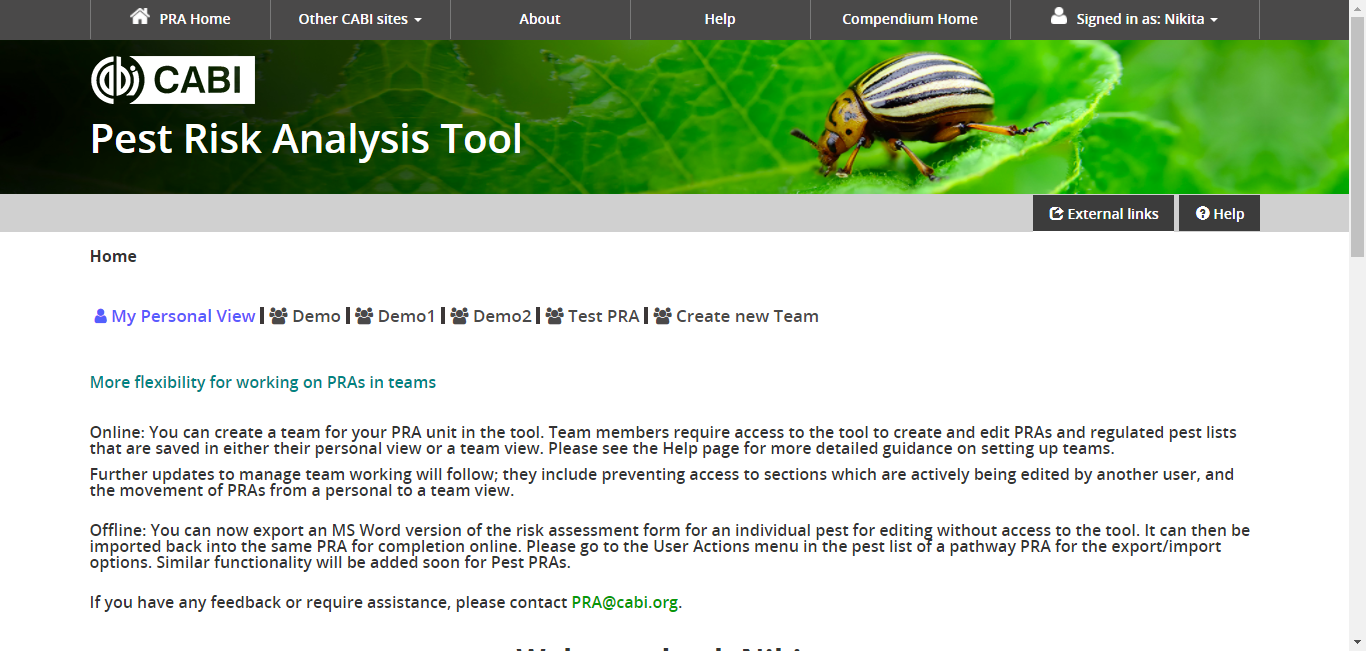 PRA Home
Other CABI sites
About
Help
Compendium Home
Signed in as: Nikita
CABI
Pest Risk Analysis Tool
External links
Help
Home
My Personal View
Demo
Demo1
Demo2
Test PRA
Create new Team
More flexibility for working on PRAs in teams
Online: You can create a team for your PRA unit in the tool. Team members require access to the tool to create and edit PRAs and regulated pest lists
that are saved in either their personal view or a team view. Please see the Help page for more detailed guidance on setting up teams.
Further updates to manage team working will follow; they include preventing access to sections which are actively being edited by another user, and
the movement of PRAs from a personal to a team view.
Offline: You can now export an MS Word version of the risk assessment form for an individual pest for editing without access to the tool. It can then be
imported back into the same PRA for completion online. Please go to the User Actions menu in the pest list of a pathway PRA for the export/import
options. Similar functionality will be added soon for Pest PRAs.
If you have any feedback or require assistance, please contact PRA@cabi.org.